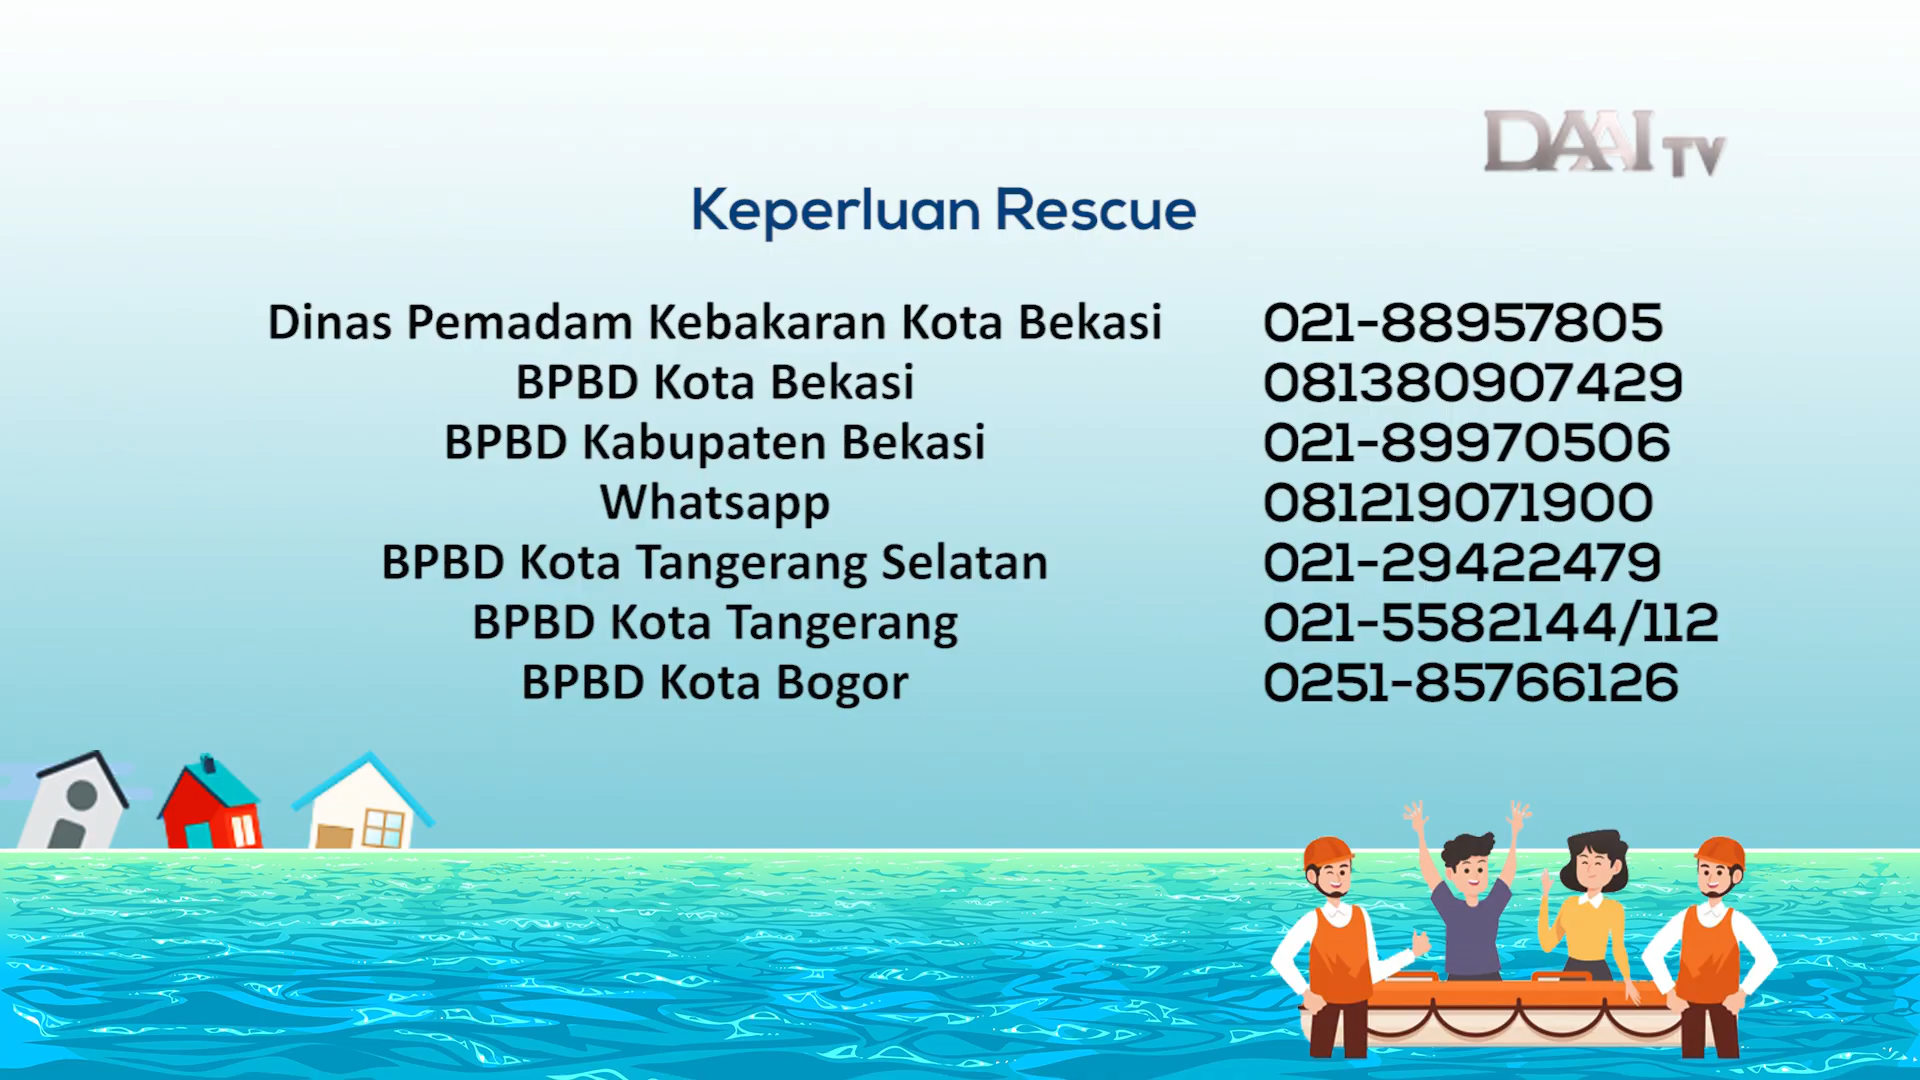 DAAI TV
Keperluan Rescue
Dinas Pemadam Kebakaran Kota Bekasi 021-88957805
BPBD Kota Bekasi 081380907429
BPBD Kabupaten Bekasi 021-89970506
Whatsapp 081219071900
BPBD Kota Tangerang Selatan 021-29422479
BPBD Kota Tangerang 021-5582144/112
BPBD Kota Bogor 0251-85766126